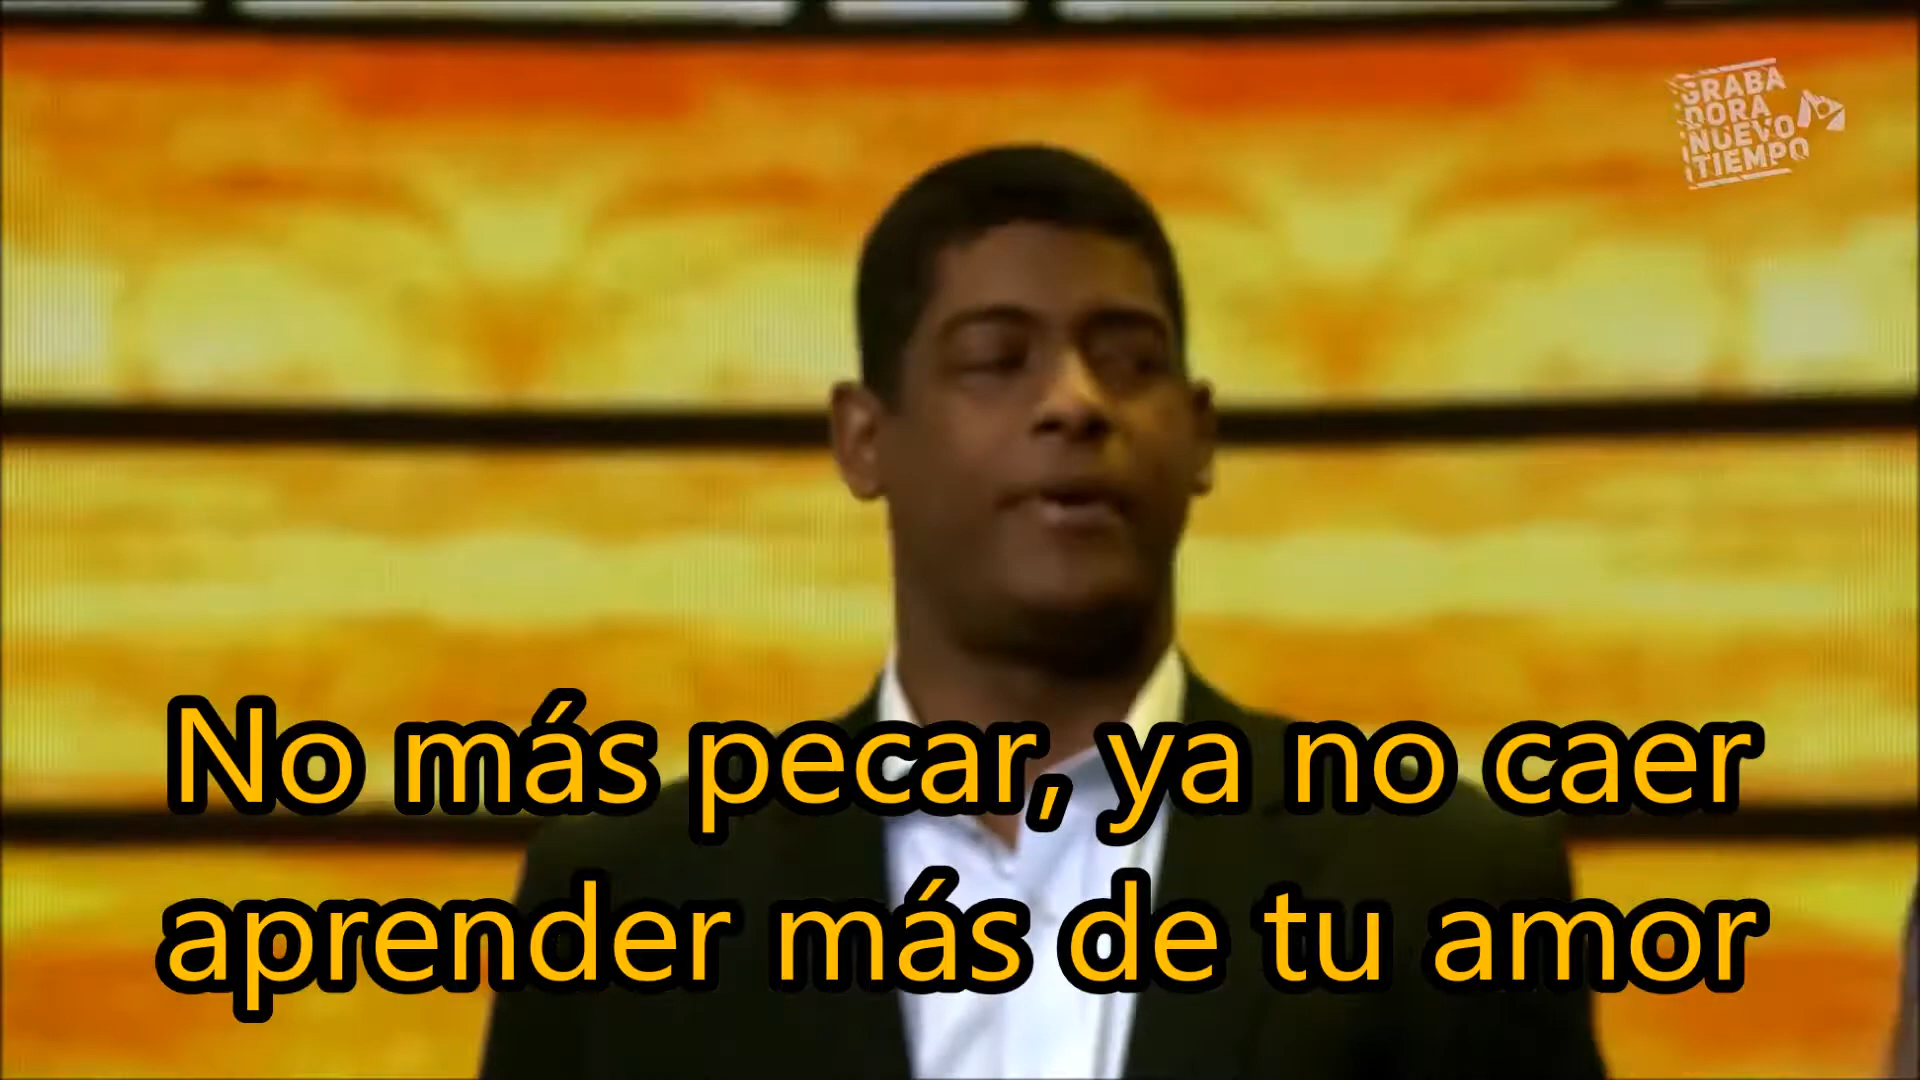 GRABA
DORA
NUEVO
TIEMPO
No más pecar, ya no caer
aprender más de tu amor